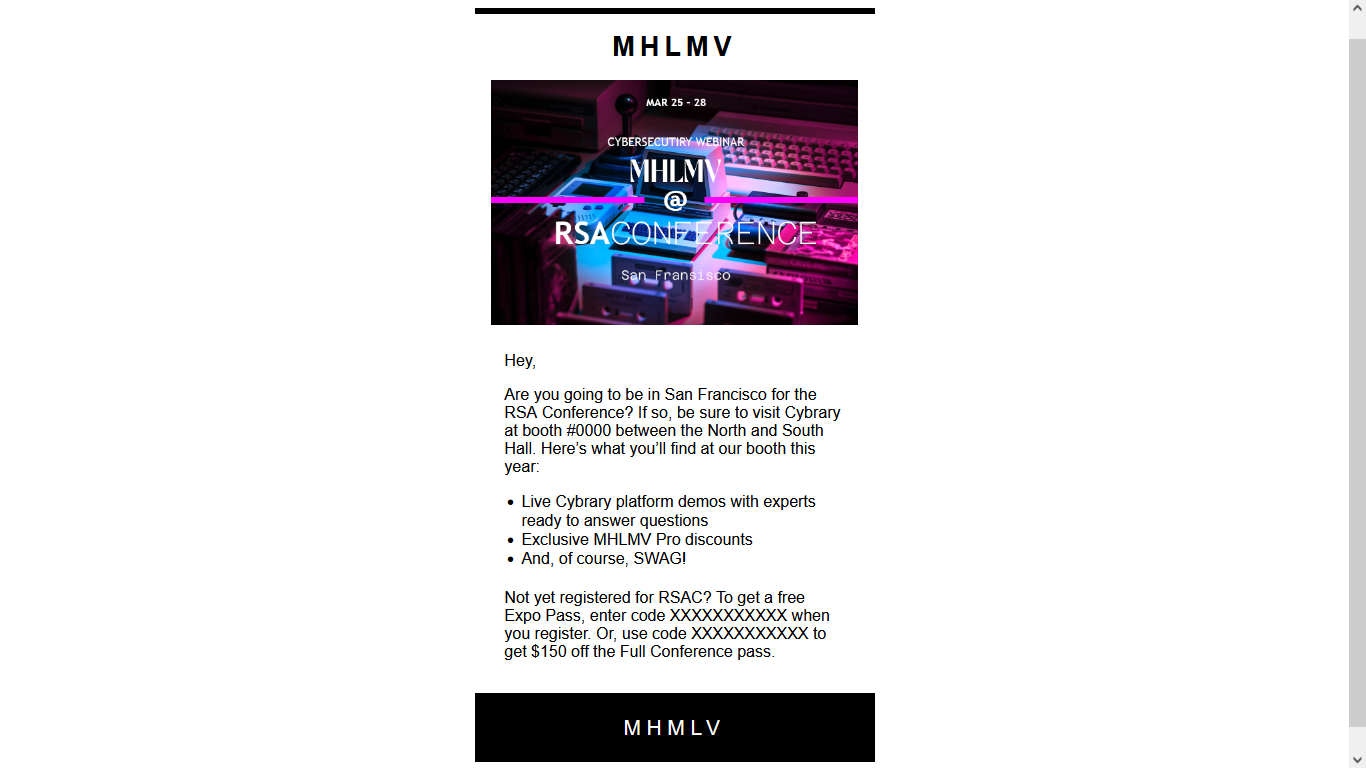 MHLMV
MAR 25 - 28
CYBERSECUTIRY WEBINAR
MHLMV
@
RSACONFERENCE
San Fransisco
Hey,
Are you going to be in San Francisco for the
RSA Conference? If so, be sure to visit Cybrary
at booth #0000 between the North and South
Hall. Here’s what you’ll find at our booth this
year:
• Live Cybrary platform demos with experts
ready to answer questions
• Exclusive MHLMV Pro discounts
• And, of course, SWAG!
Not yet registered for RSAC? To get a free
Expo Pass, enter code XXXXXXXXXXX when
you register. Or, use code XXXXXXXXXXX to
get $150 off the Full Conference pass.
MHMLV